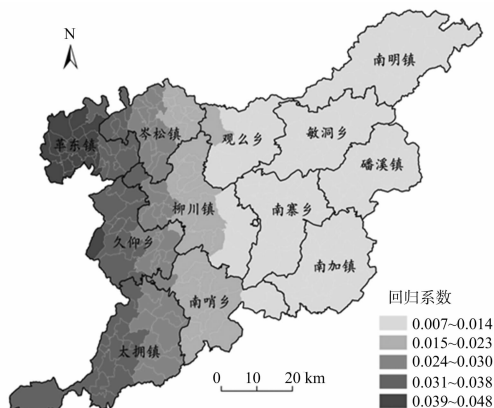 南明镇
N
岑松镇
观么乡
敏洞乡
革东镇
磻溪镇
柳川镇
南寨乡
久仰乡
南加镇
南哨乡
太拥镇
回归系数
0.007~0.014
0.015~0.023
0.024~0.030
0.031~0.038
0.039~0.048
0 10 20 km